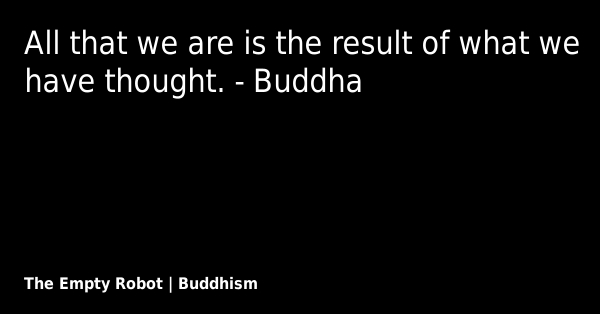 All that we are is the result of what we
have thought. - Buddha
The Empty Robot | Buddhism